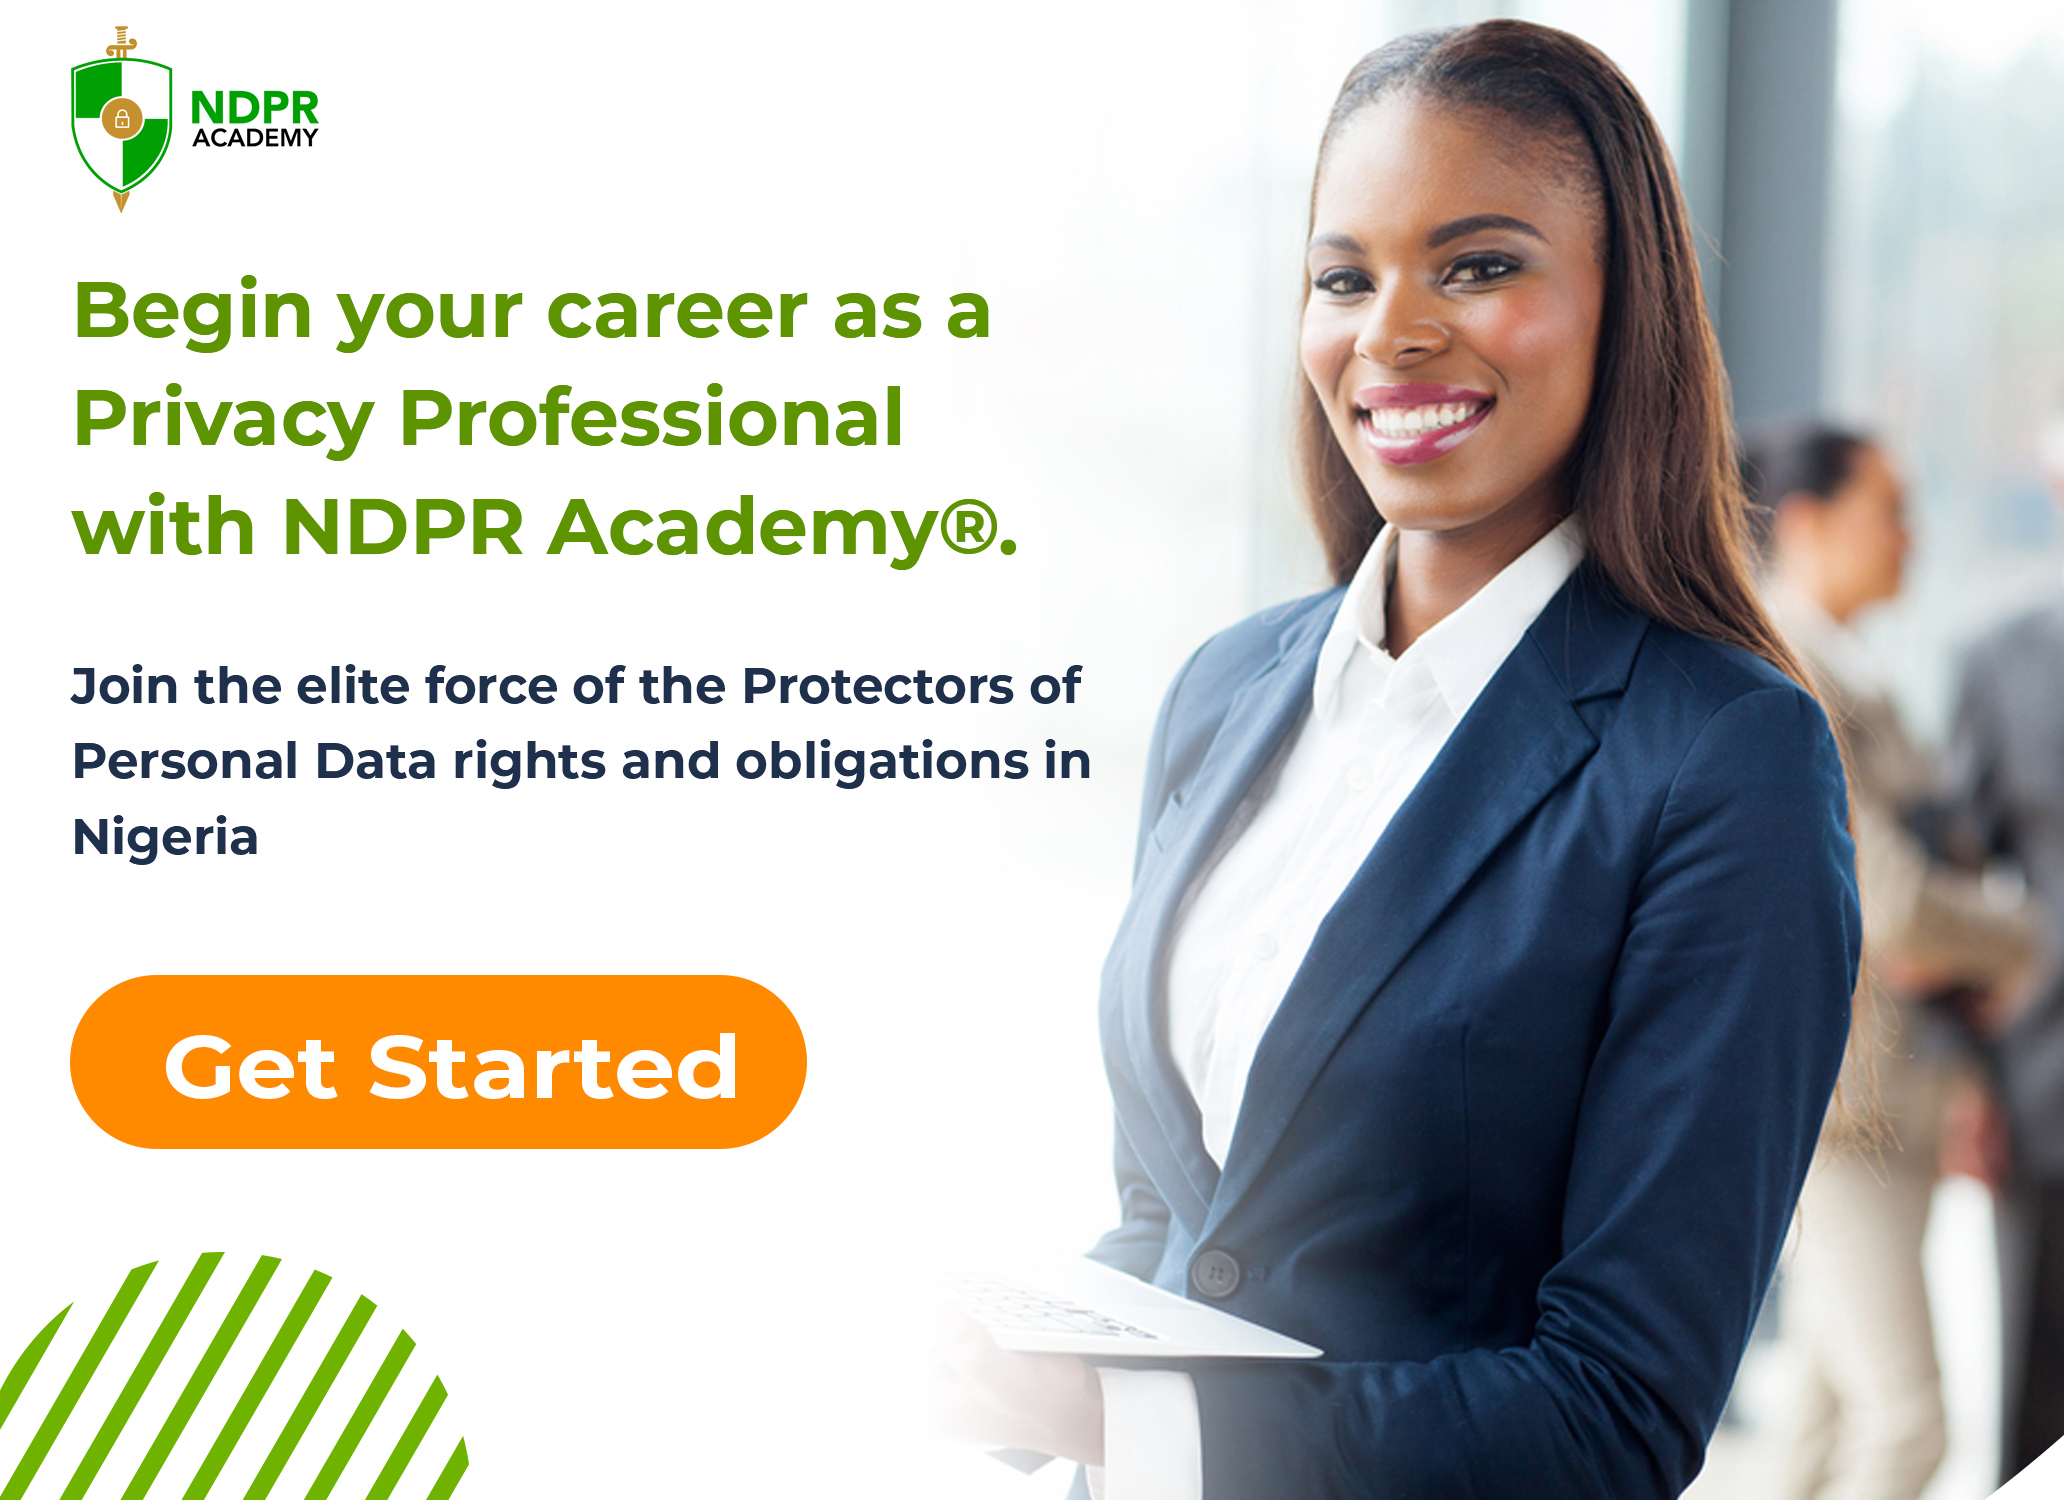 NDPR
ACADEMY
Begin your career as a
Privacy Professional
with NDPR Academy®.
Join the elite force of the Protectors of
Personal Data rights and obligations in
Nigeria
Get Started